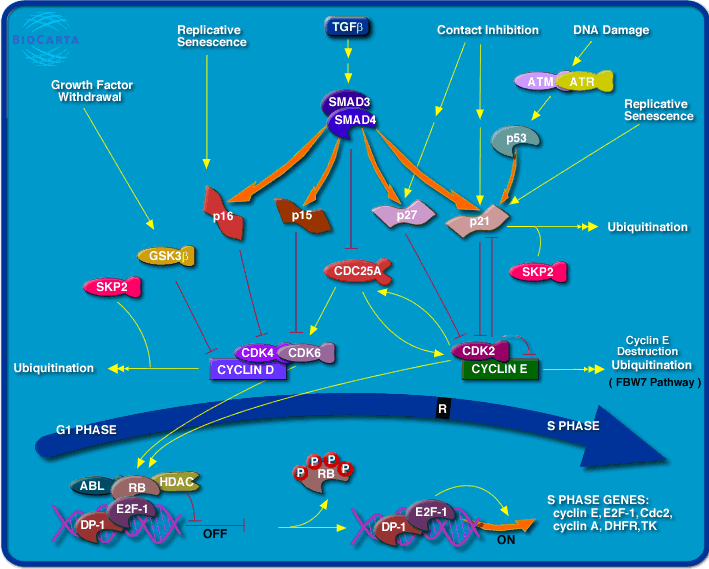 BIOCARTA
Replicative
Senescence
TGFβ
Contact Inhibition
DNA Damage
Growth Factor
Withdrawal
ATM
ATR
SMAD3
SMAD4
Replicative
Senescence
p53
p16
p15
p27
p21
Ubiquitination
GSK3β
SKP2
CDC25A
SKP2
CDK4
CDK6
CYCLIN D
Ubiquitination
CDK2
CYCLIN E
Cyclin E
Destruction
Ubiquitination
( FBW7 Pathway )
G1 PHASE
R
S PHASE
ABL
RB
HDAC
E2F-1
DP-1
OFF
P
P
P
P
RB
E2F-1
DP-1
ON
S PHASE GENES:
cyclin E,E2F-1,Cdc2,
cyclin A,DHFR,TK